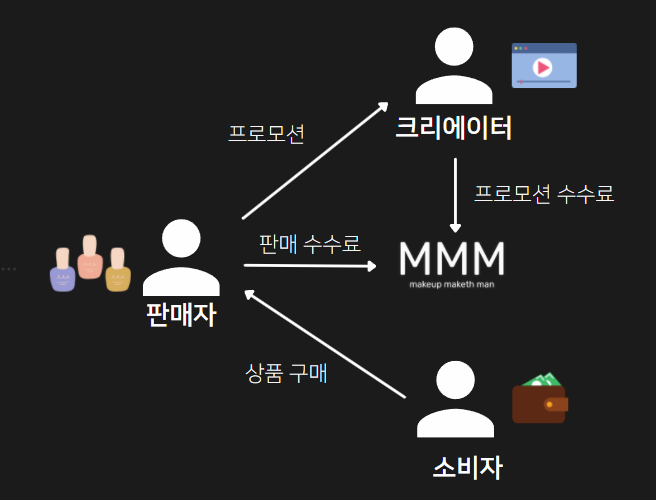 크리에이터
프로모션
프로모션 수수료
판매 수수료
MMM
makeup maketh man
판매자
상품 구매
소비자